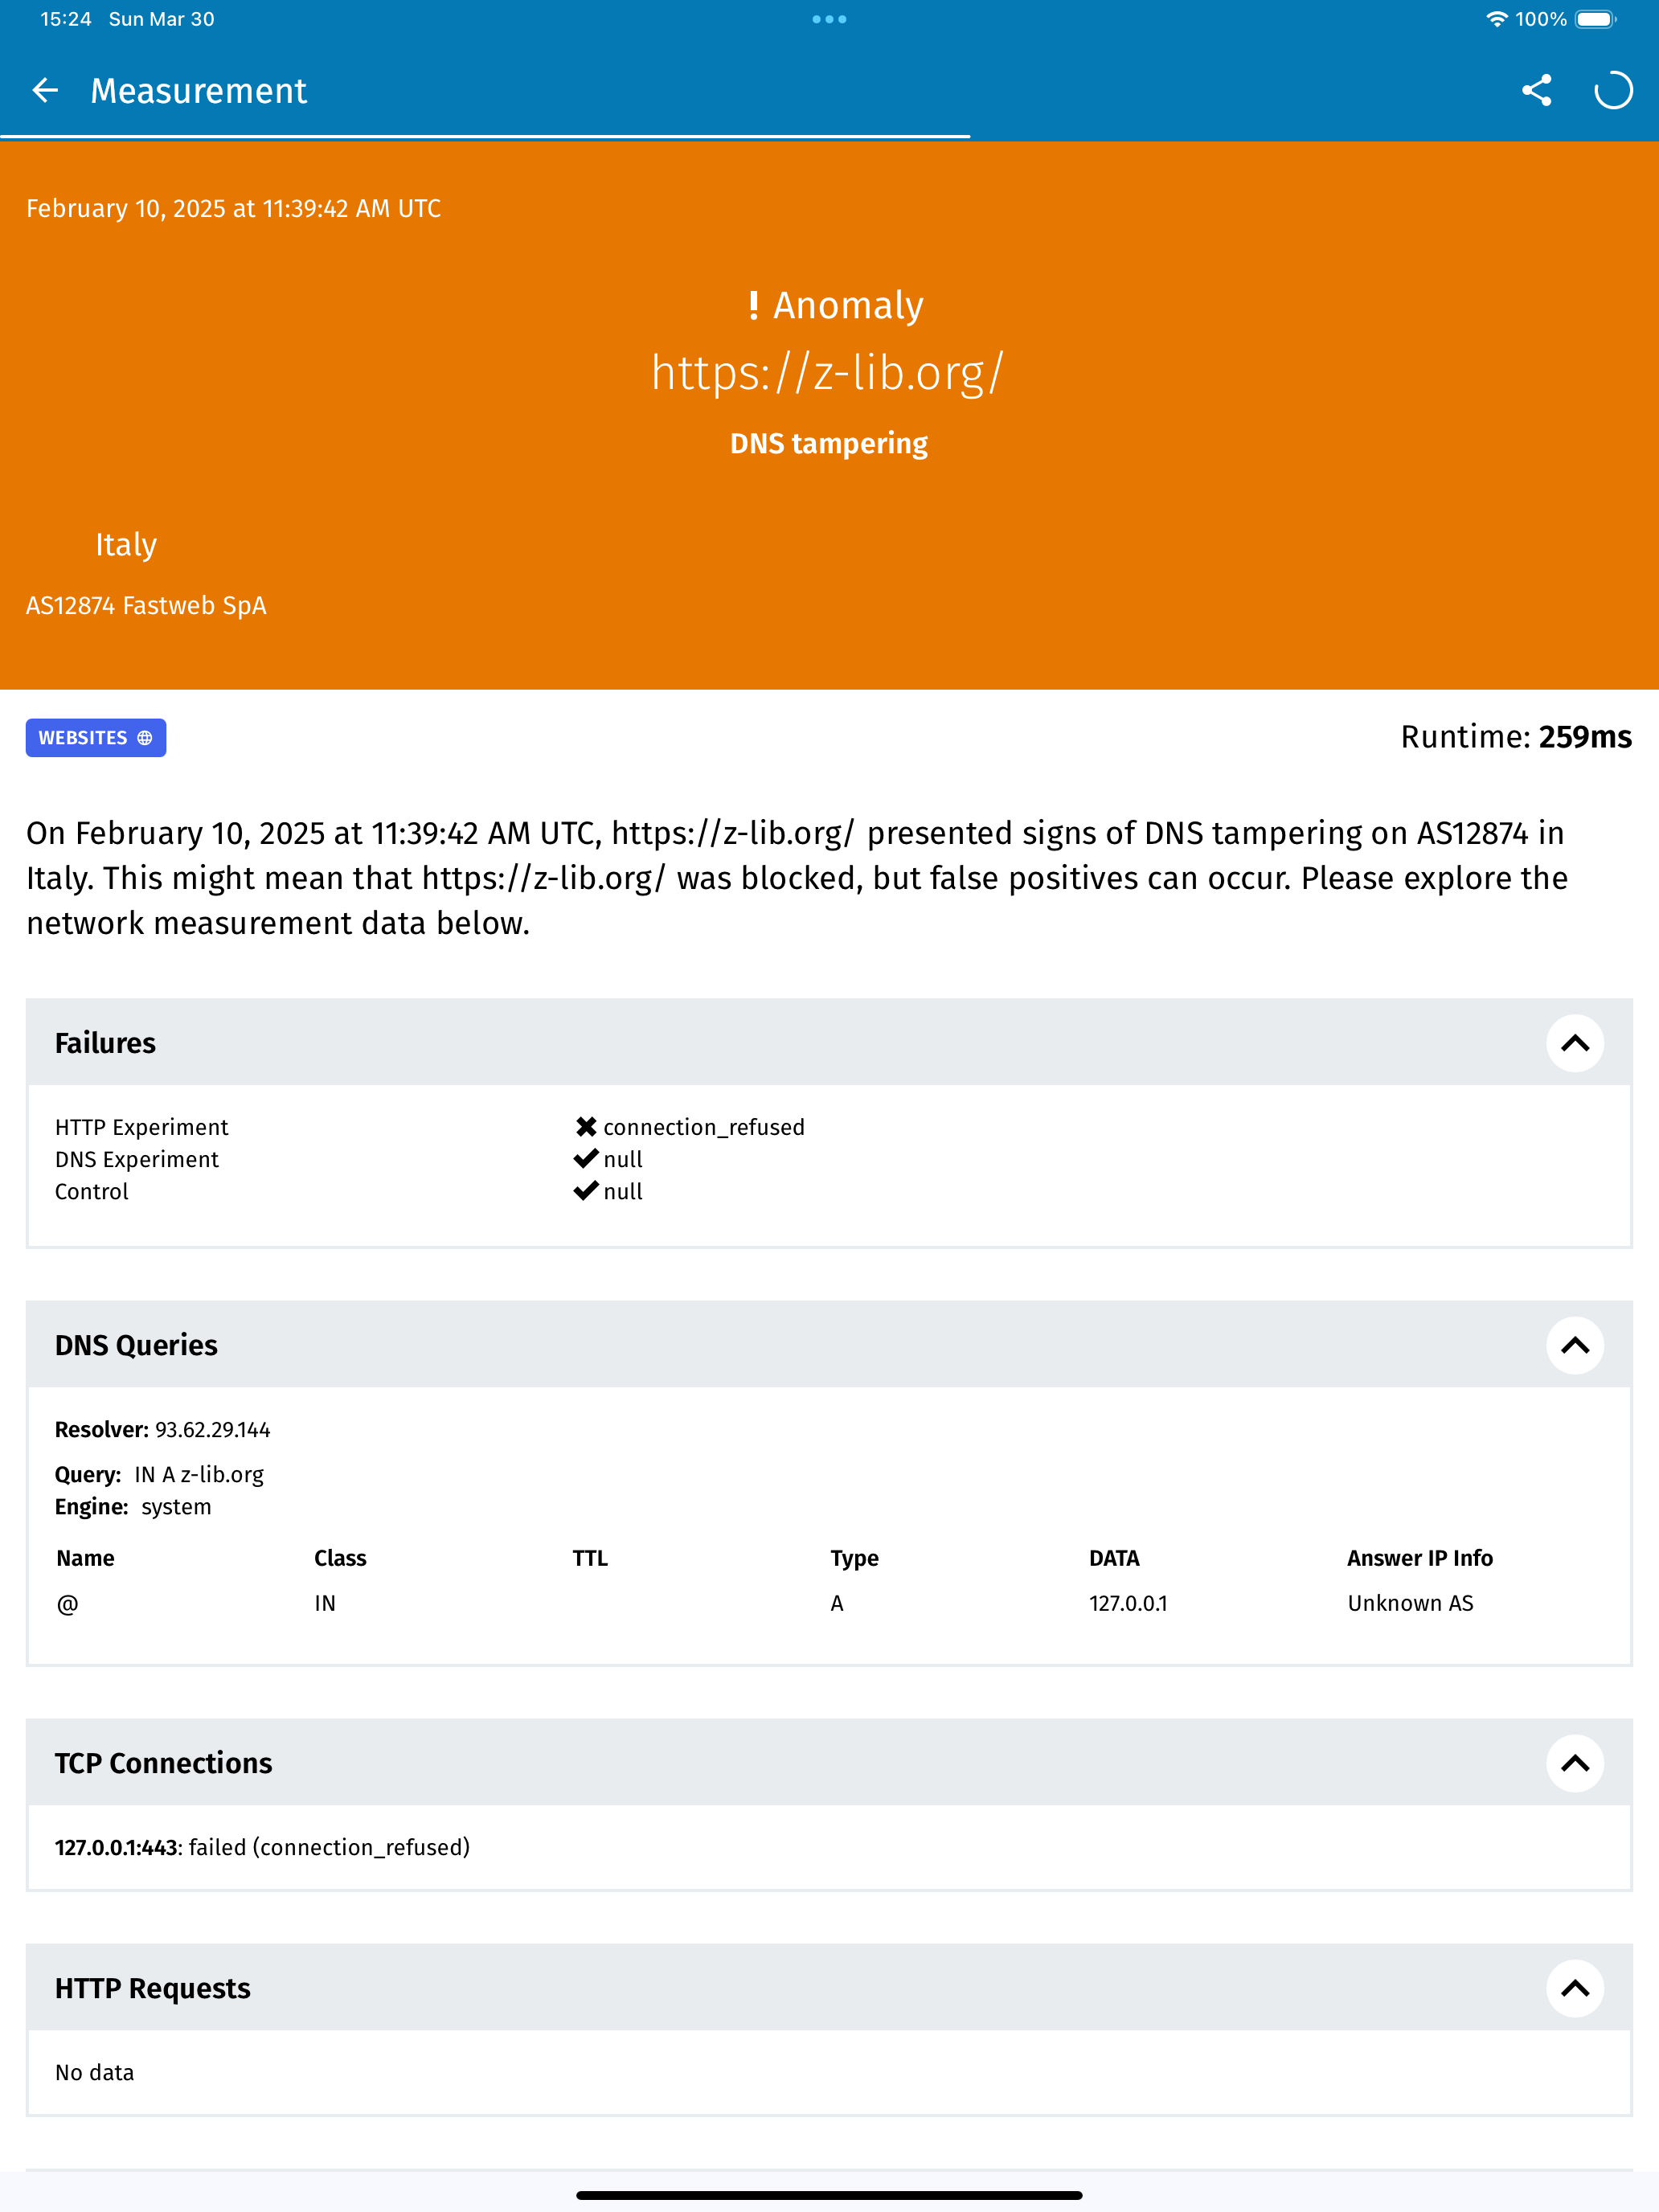 15:24 Sun Mar 30
100%
Measurement
February 10, 2025 at 11:39:42 AM UTC
! Anomaly
https://z-lib.org/
DNS tampering
Italy
AS12874 Fastweb SpA
WEBSITES
Runtime: 259ms
On February 10, 2025 at 11:39:42 AM UTC, https://z-lib.org/ presented signs of DNS tampering on AS12874 in
Italy. This might mean that https://z-lib.org/ was blocked, but false positives can occur. Please explore the
network measurement data below.
Failures
HTTP Experiment connection_refused
DNS Experiment null
Control null
DNS Queries
Resolver: 93.62.29.144
Query: IN A z-lib.org
Engine: system
Name Class TTL Type DATA Answer IP Info
@ IN A 127.0.0.1 Unknown AS
TCP Connections
127.0.0.1:443: failed (connection_refused)
HTTP Requests
No data